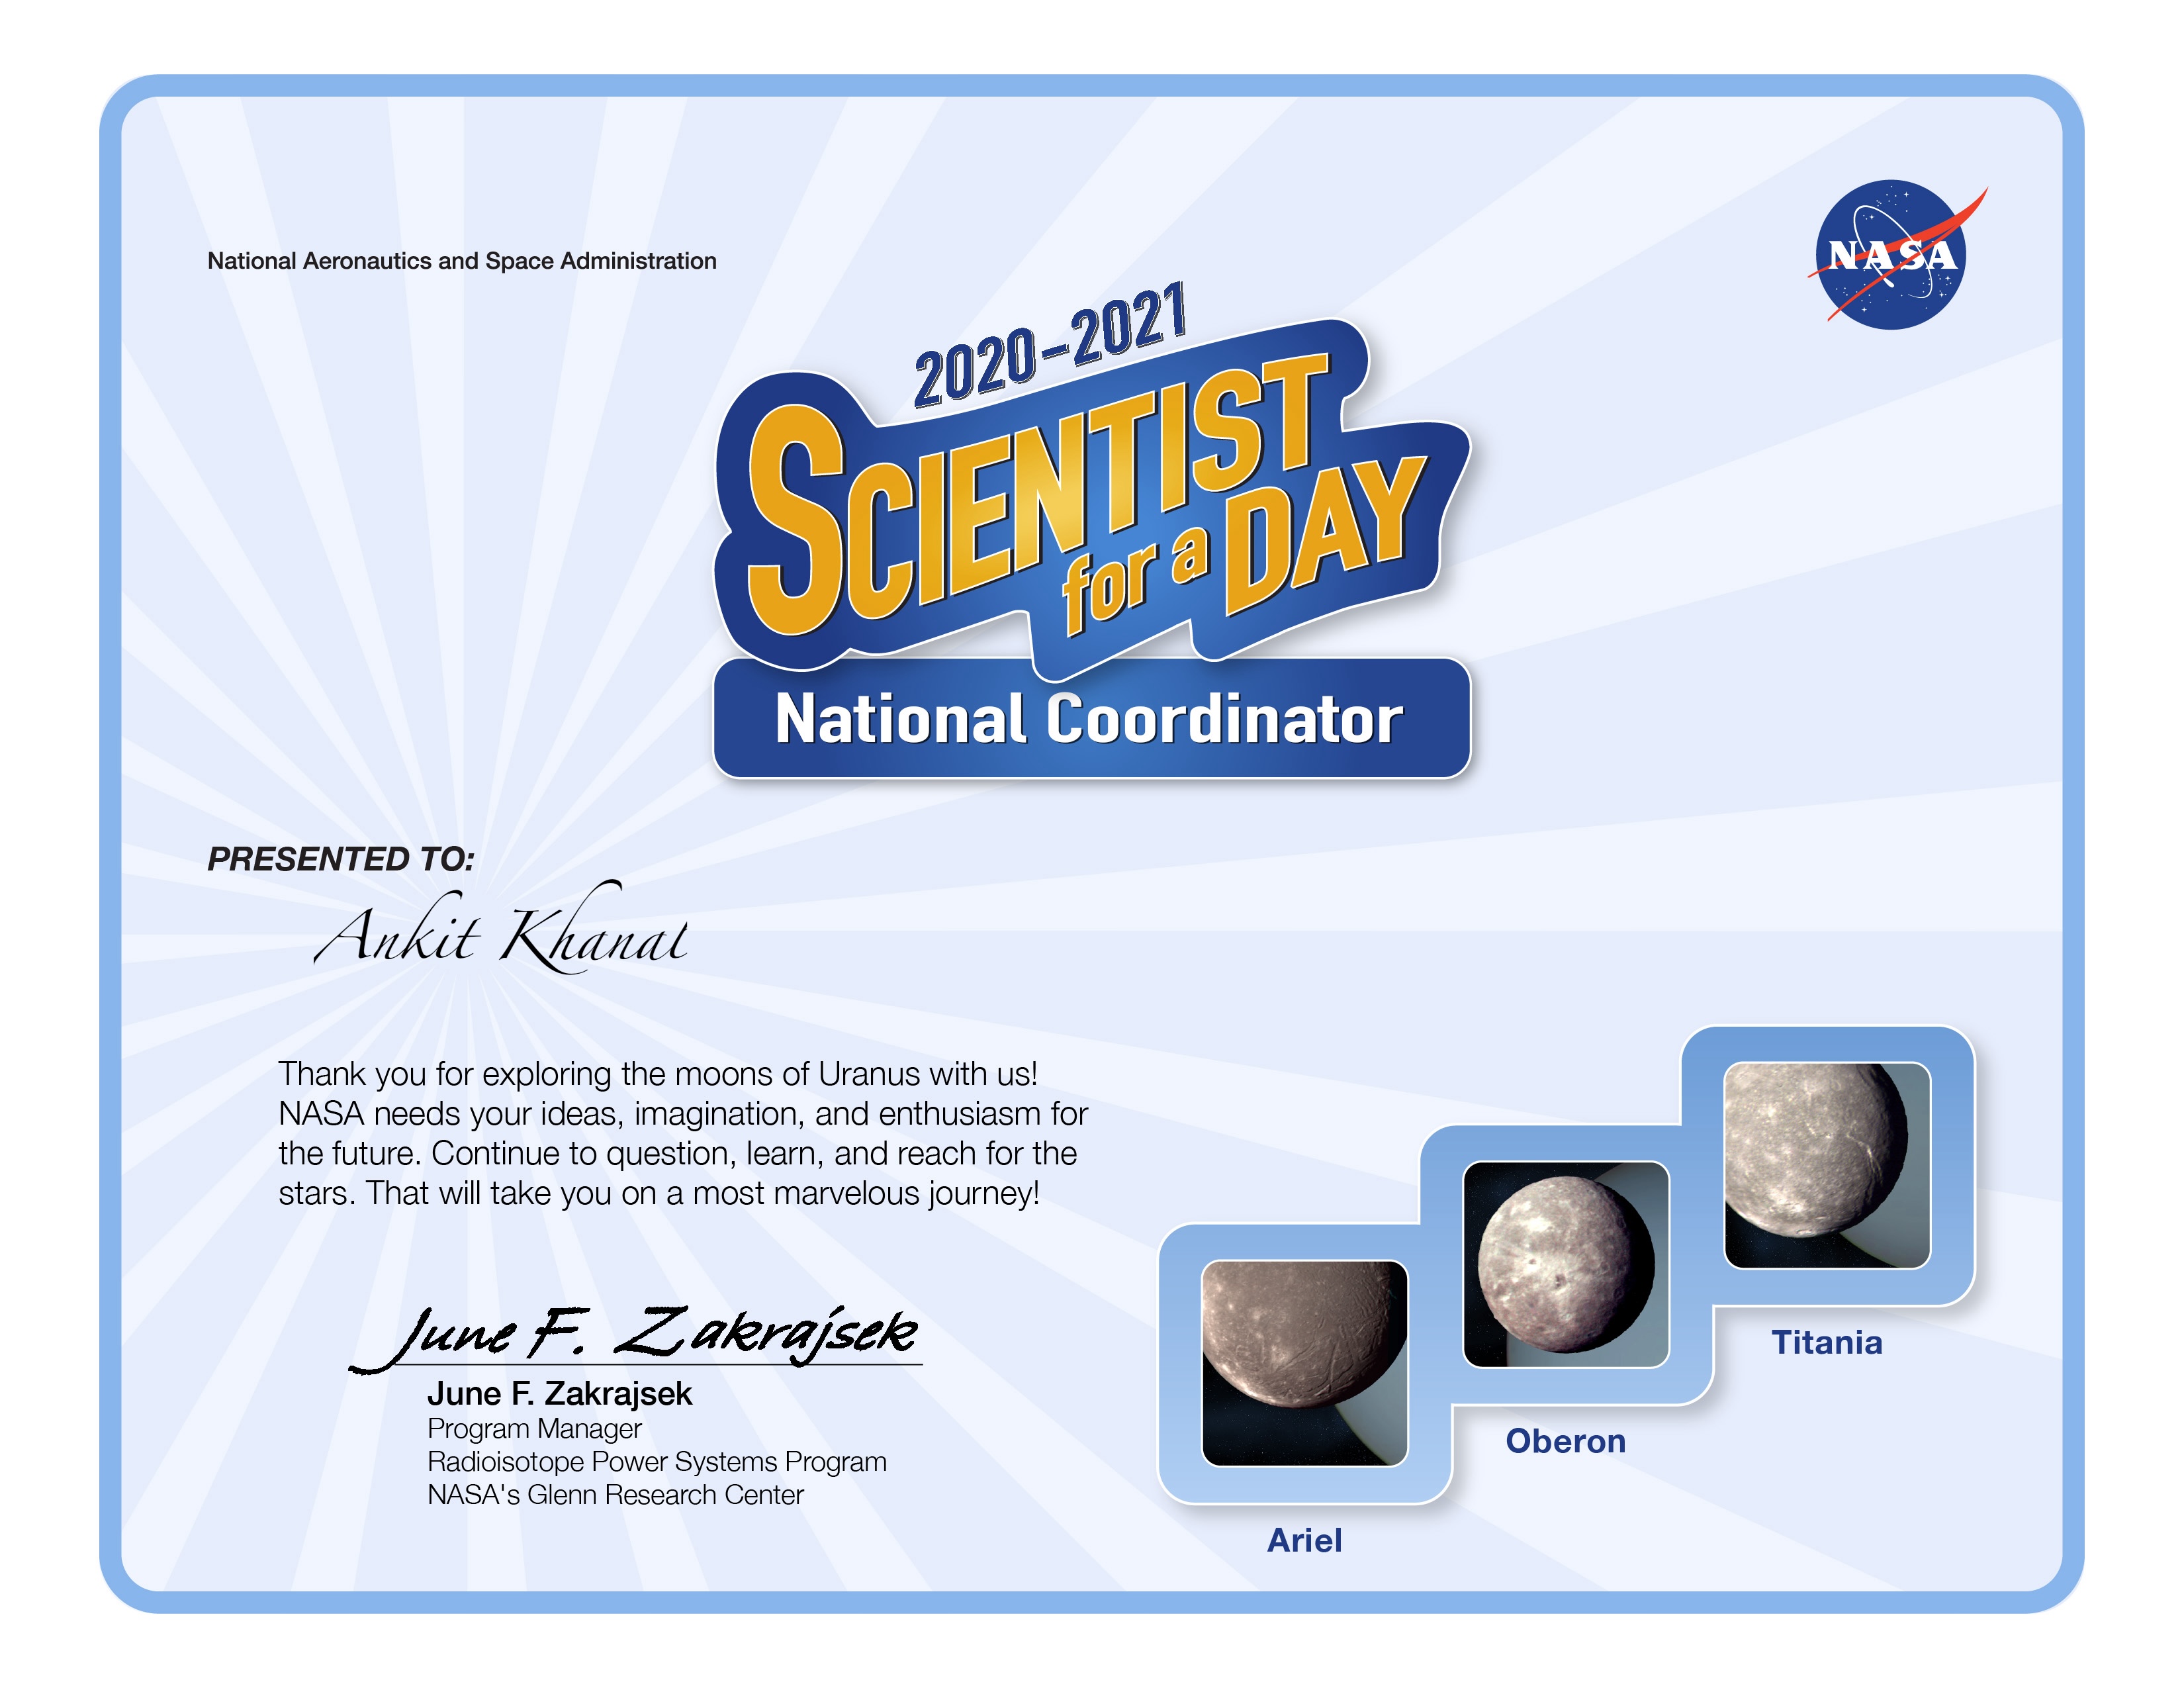 National Aeronautics and Space Administration
NASA
2020–2021
SCIENTIST
for a DAY
National Coordinator
PRESENTED TO:
Ankit Khanal
Thank you for exploring the moons of Uranus with us!
NASA needs your ideas, imagination, and enthusiasm for
the future. Continue to question, learn, and reach for the
stars. That will take you on a most marvelous journey!
June F. Zakrajsek
June F. Zakrajsek
Program Manager
Radioisotope Power Systems Program
NASA's Glenn Research Center
Titania
Oberon
Ariel